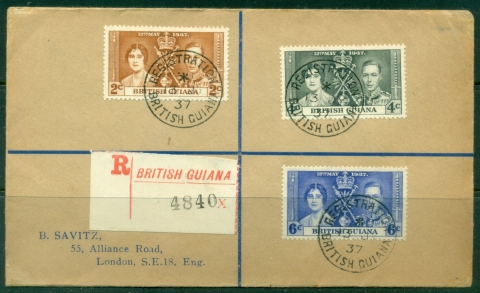 12TH MAY 1937.
2c
2c
BRITISH GUIANA
REGISTRATION
37
BRITISH GUIANA
12TH MAY 1937.
4c
BRITISH GUIANA
REGISTRATION
37
BRITISH GUIANA
R
BRITISH GUIANA
4840x
12TH MAY 1937.
6c
6c
BRITISH GUIANA
REGISTRATION
37
BRITISH GUIANA
B. SAVITZ,
55, Alliance Road,
London, S.E.18, Eng.